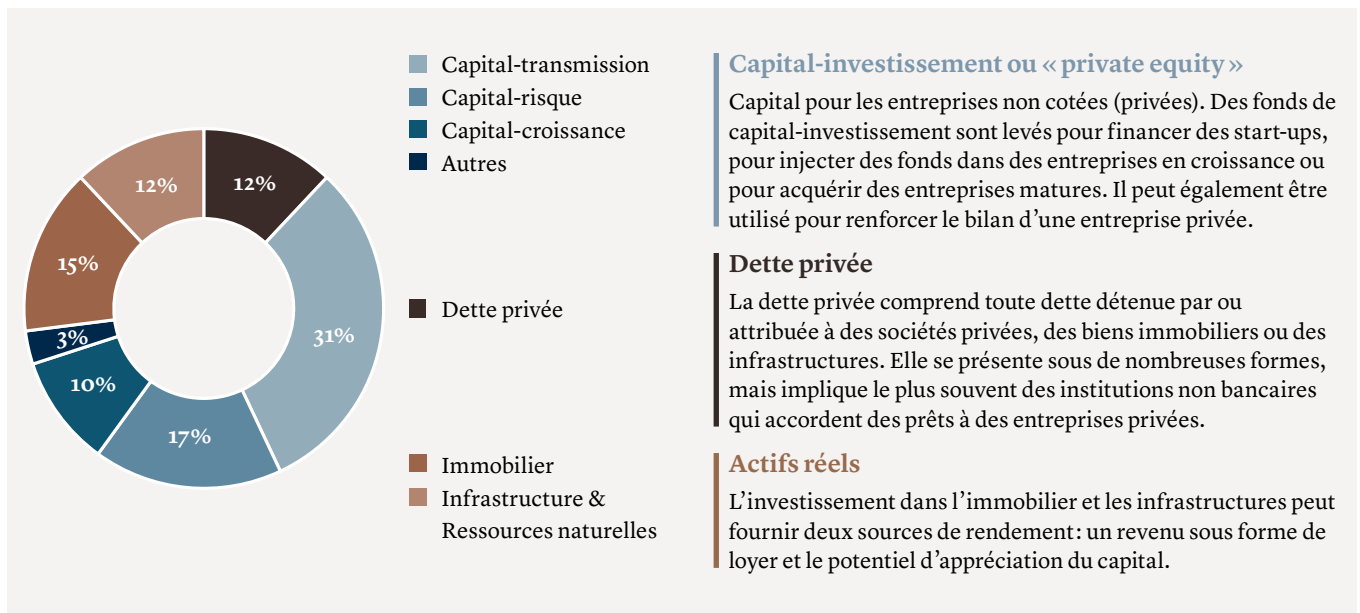 12%
12%
15%
31%
3%
10%
17%
Capital-transmission
Capital-risque
Capital-croissance
Autres
Dette privée
Immobilier
Infrastructure &
Ressources naturelles
Capital-investissement ou « private equity »
Capital pour les entreprises non cotées (privées). Des fonds de
capital-investissement sont levés pour financer des start-ups,
pour injecter des fonds dans des entreprises en croissance ou
pour acquérir des entreprises matures. Il peut également être
utilisé pour renforcer le bilan d’une entreprise privée.
Dette privée
La dette privée comprend toute dette détenue par ou
attribuée à des sociétés privées, des biens immobiliers ou des
infrastructures. Elle se présente sous de nombreuses formes,
mais implique le plus souvent des institutions non bancaires
qui accordent des prêts à des entreprises privées.
Actifs réels
L’investissement dans l’immobilier et les infrastructures peut
fournir deux sources de rendement: un revenu sous forme de
loyer et le potentiel d’appréciation du capital.